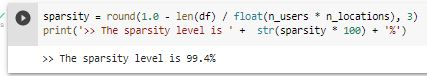 sparsity = round(1.0 - len(df) / float(n_users * n_locations), 3)
print('>> The sparsity level is ' +  str(sparsity * 100) + '%')
>> The sparsity level is 99.4%